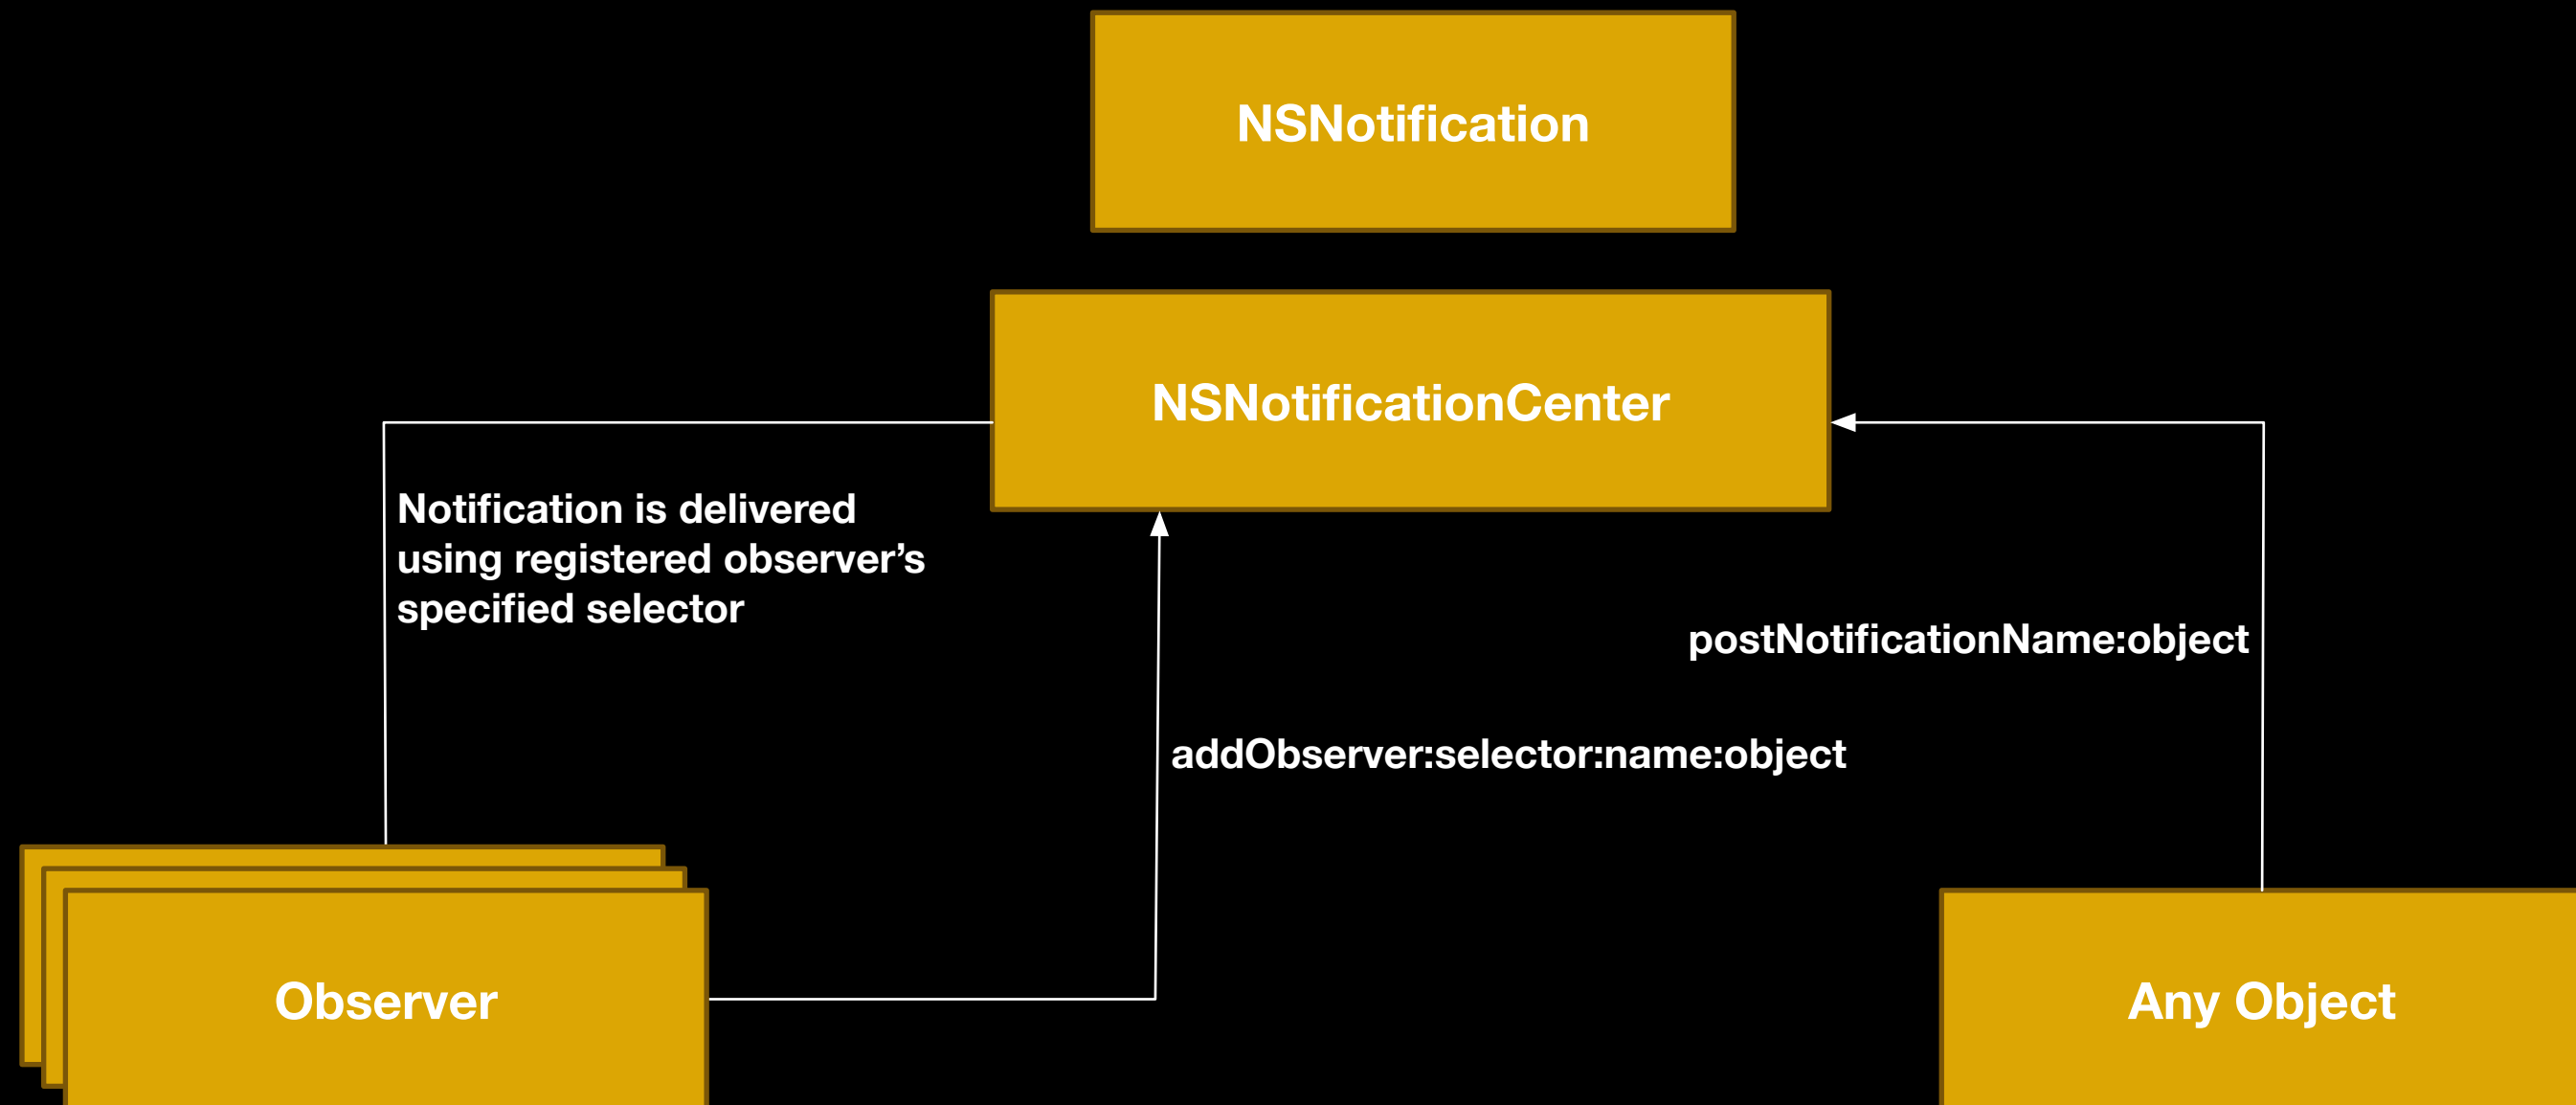 NSNotification
NSNotificationCenter
Notification is delivered
using registered observer’s
specified selector
postNotificationName:object
addObserver:selector:name:object
Observer
Any Object